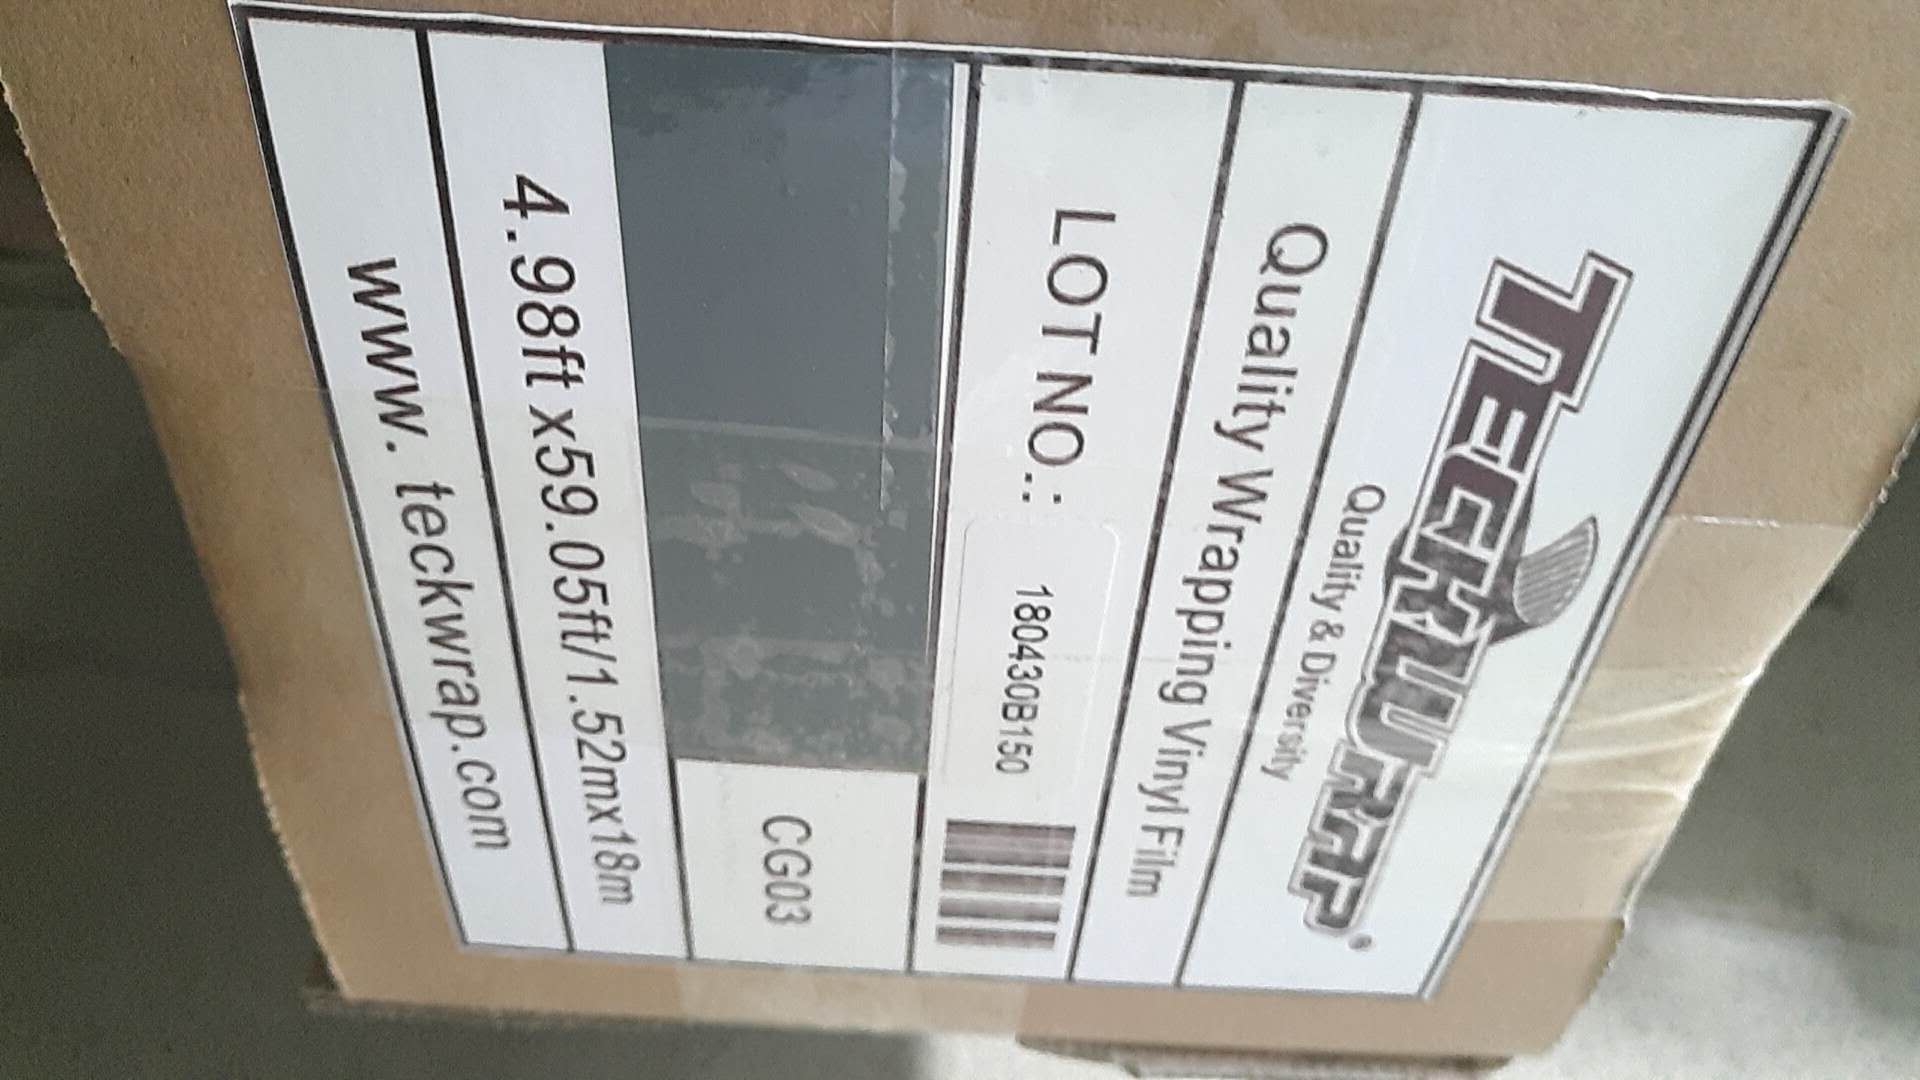 TECKWRAP®
Quality & Diversity
Quality Wrapping Vinyl Film
LOT NO.: 180430B150
CG03
4.98ft x59.05ft/1.52mx18m
www. teckwrap.com